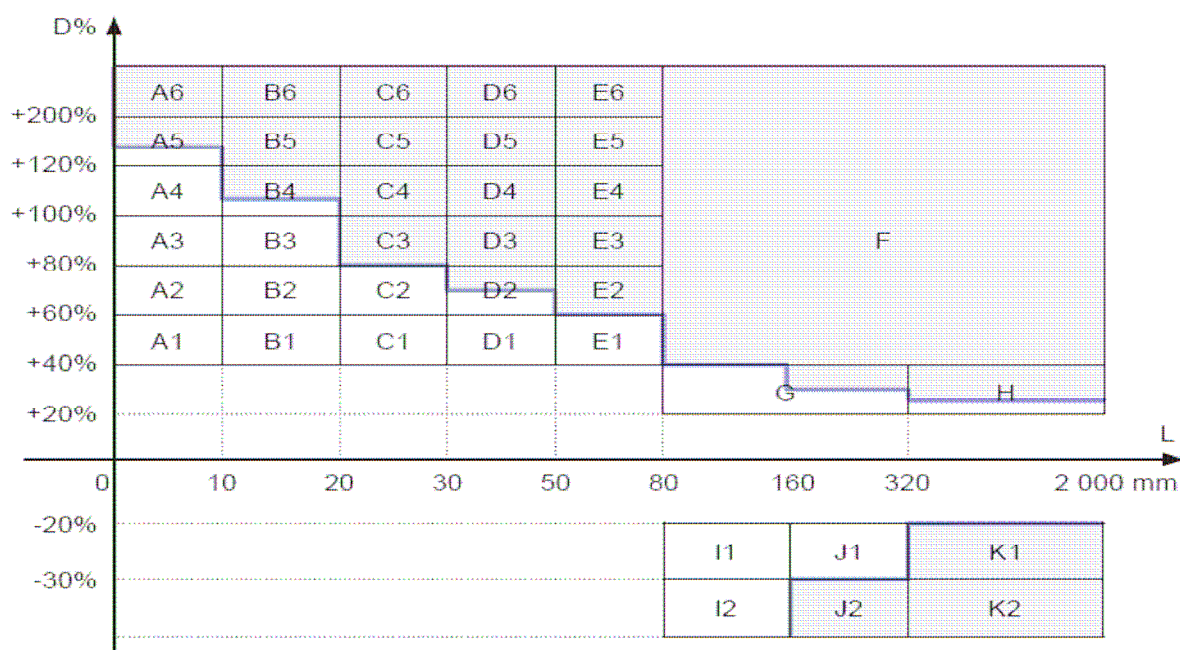 D%
A6 B6 C6 D6 E6
+200%
A5 B5 C5 D5 E5
+120%
A4 B4 C4 D4 E4
+100%
A3 B3 C3 D3 E3 F
+80%
A2 B2 C2 D2 E2
+60%
A1 B1 C1 D1 E1
+40%
G H
+20%
L
0 10 20 30 50 80 160 320 2 000 mm
-20%
I1 J1 K1
-30%
I2 J2 K2